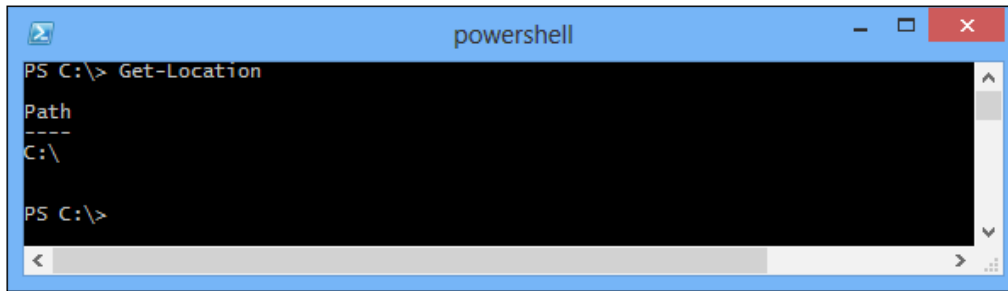 powershell
PS C:\> Get-Location
Path
----
C:\
PS C:\>